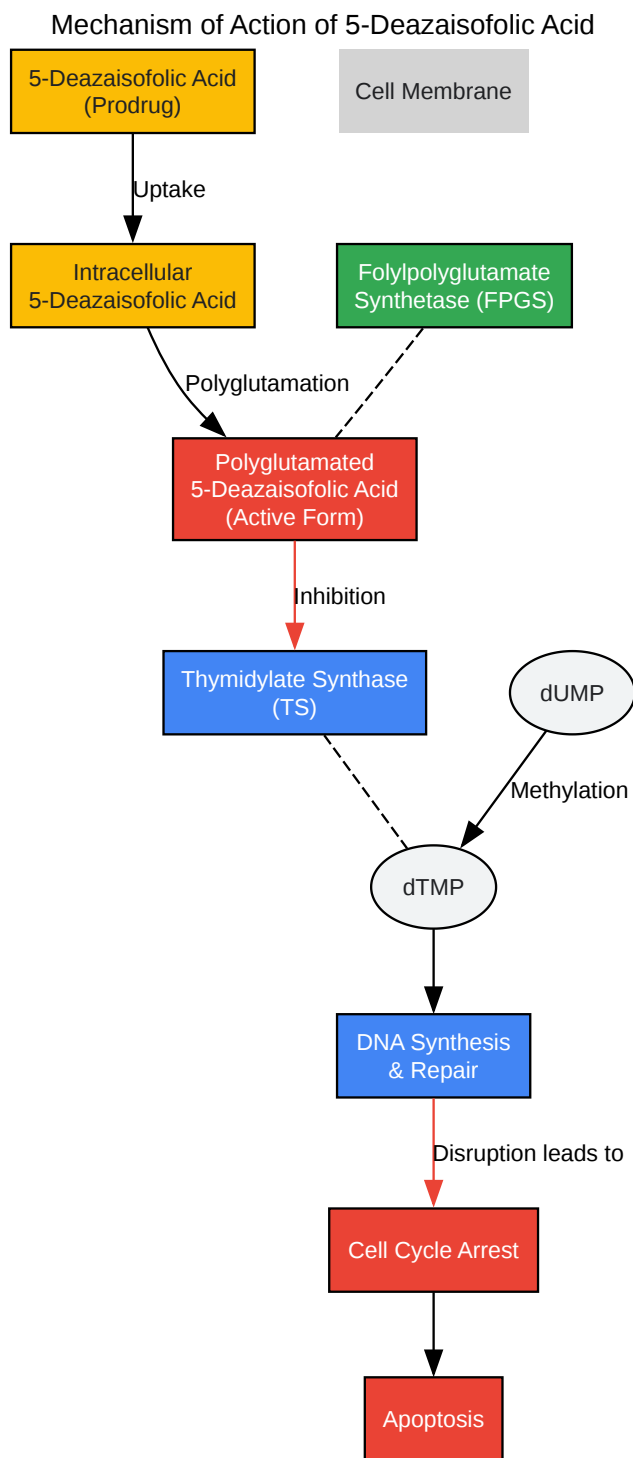 Mechanism of Action of 5-Deazaisofolic Acid
5-Deazaisofolic Acid
(Prodrug)
Cell Membrane
Uptake
Intracellular
5-Deazaisofolic Acid
Folylpolyglutamate
Synthetase (FPGS)
Polyglutamation
Polyglutamated
5-Deazaisofolic Acid
(Active Form)
Inhibition
Thymidylate Synthase
(TS)
dUMP
Methylation
dTMP
DNA Synthesis
& Repair
Disruption leads to
Cell Cycle Arrest
Apoptosis